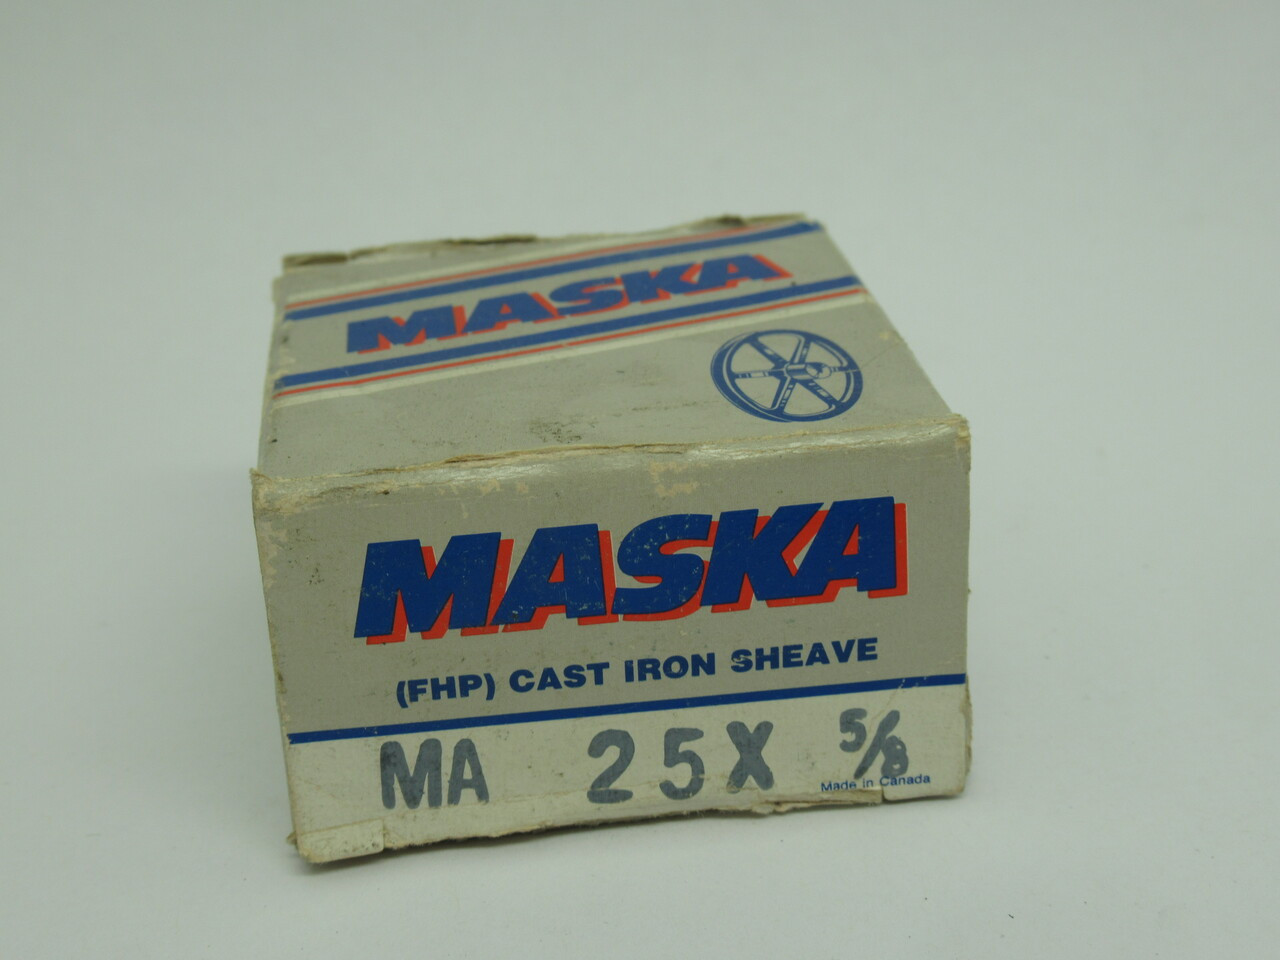 MASKA
MASKA
(FHP) CAST IRON SHEAVE
MA 25X 5/8
Made in Canada